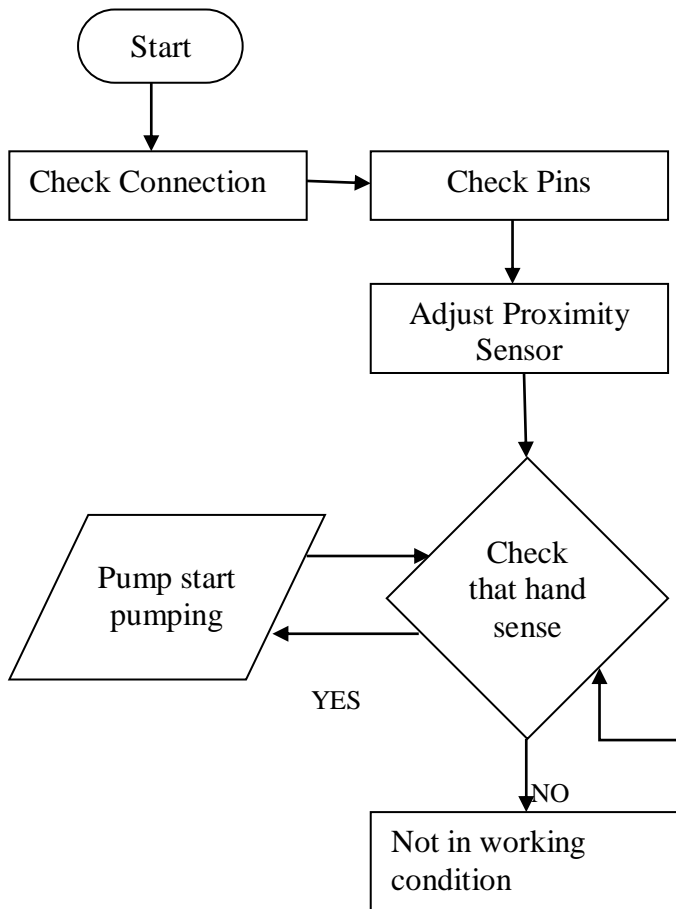 Start
Check Connection
Check Pins
Adjust Proximity
Sensor
Check
that hand
sense
Pump start
pumping
YES
NO
Not in working
condition